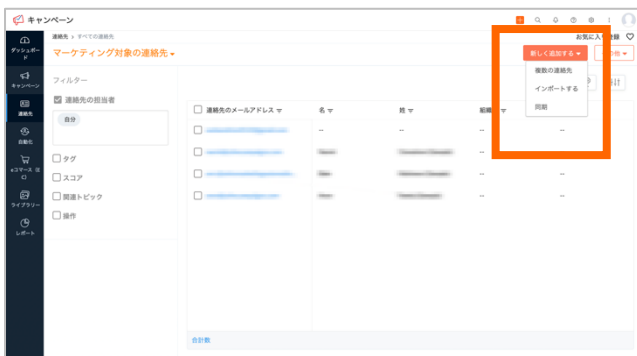 キャンペーン
連絡先 › すべての連絡先
マーケティング対象の連絡先
お気に入り登録
新しく追加する
複数の連絡先
インポートする
同期
フィルター
連絡先の担当者
自分
タグ
スコア
関連トピック
操作
連絡先のメールアドレス 名 姓 組織
-- -- -- --
-- --
-- --
-- --
合計数
ダッシュボード
キャンペーン
連絡先
自動化
eコマース
ライブラリー
レポート